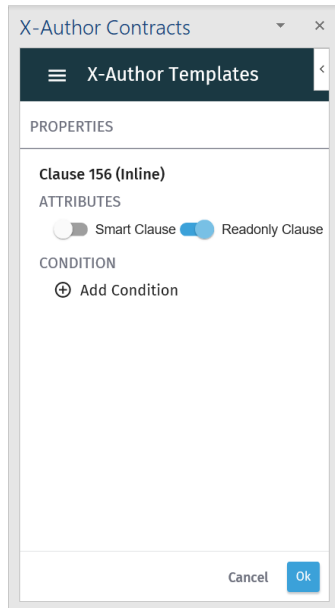 X-Author Contracts
X-Author Templates
PROPERTIES
Clause 156 (Inline)
ATTRIBUTES
Smart Clause Readonly Clause
CONDITION
Add Condition
Cancel Ok